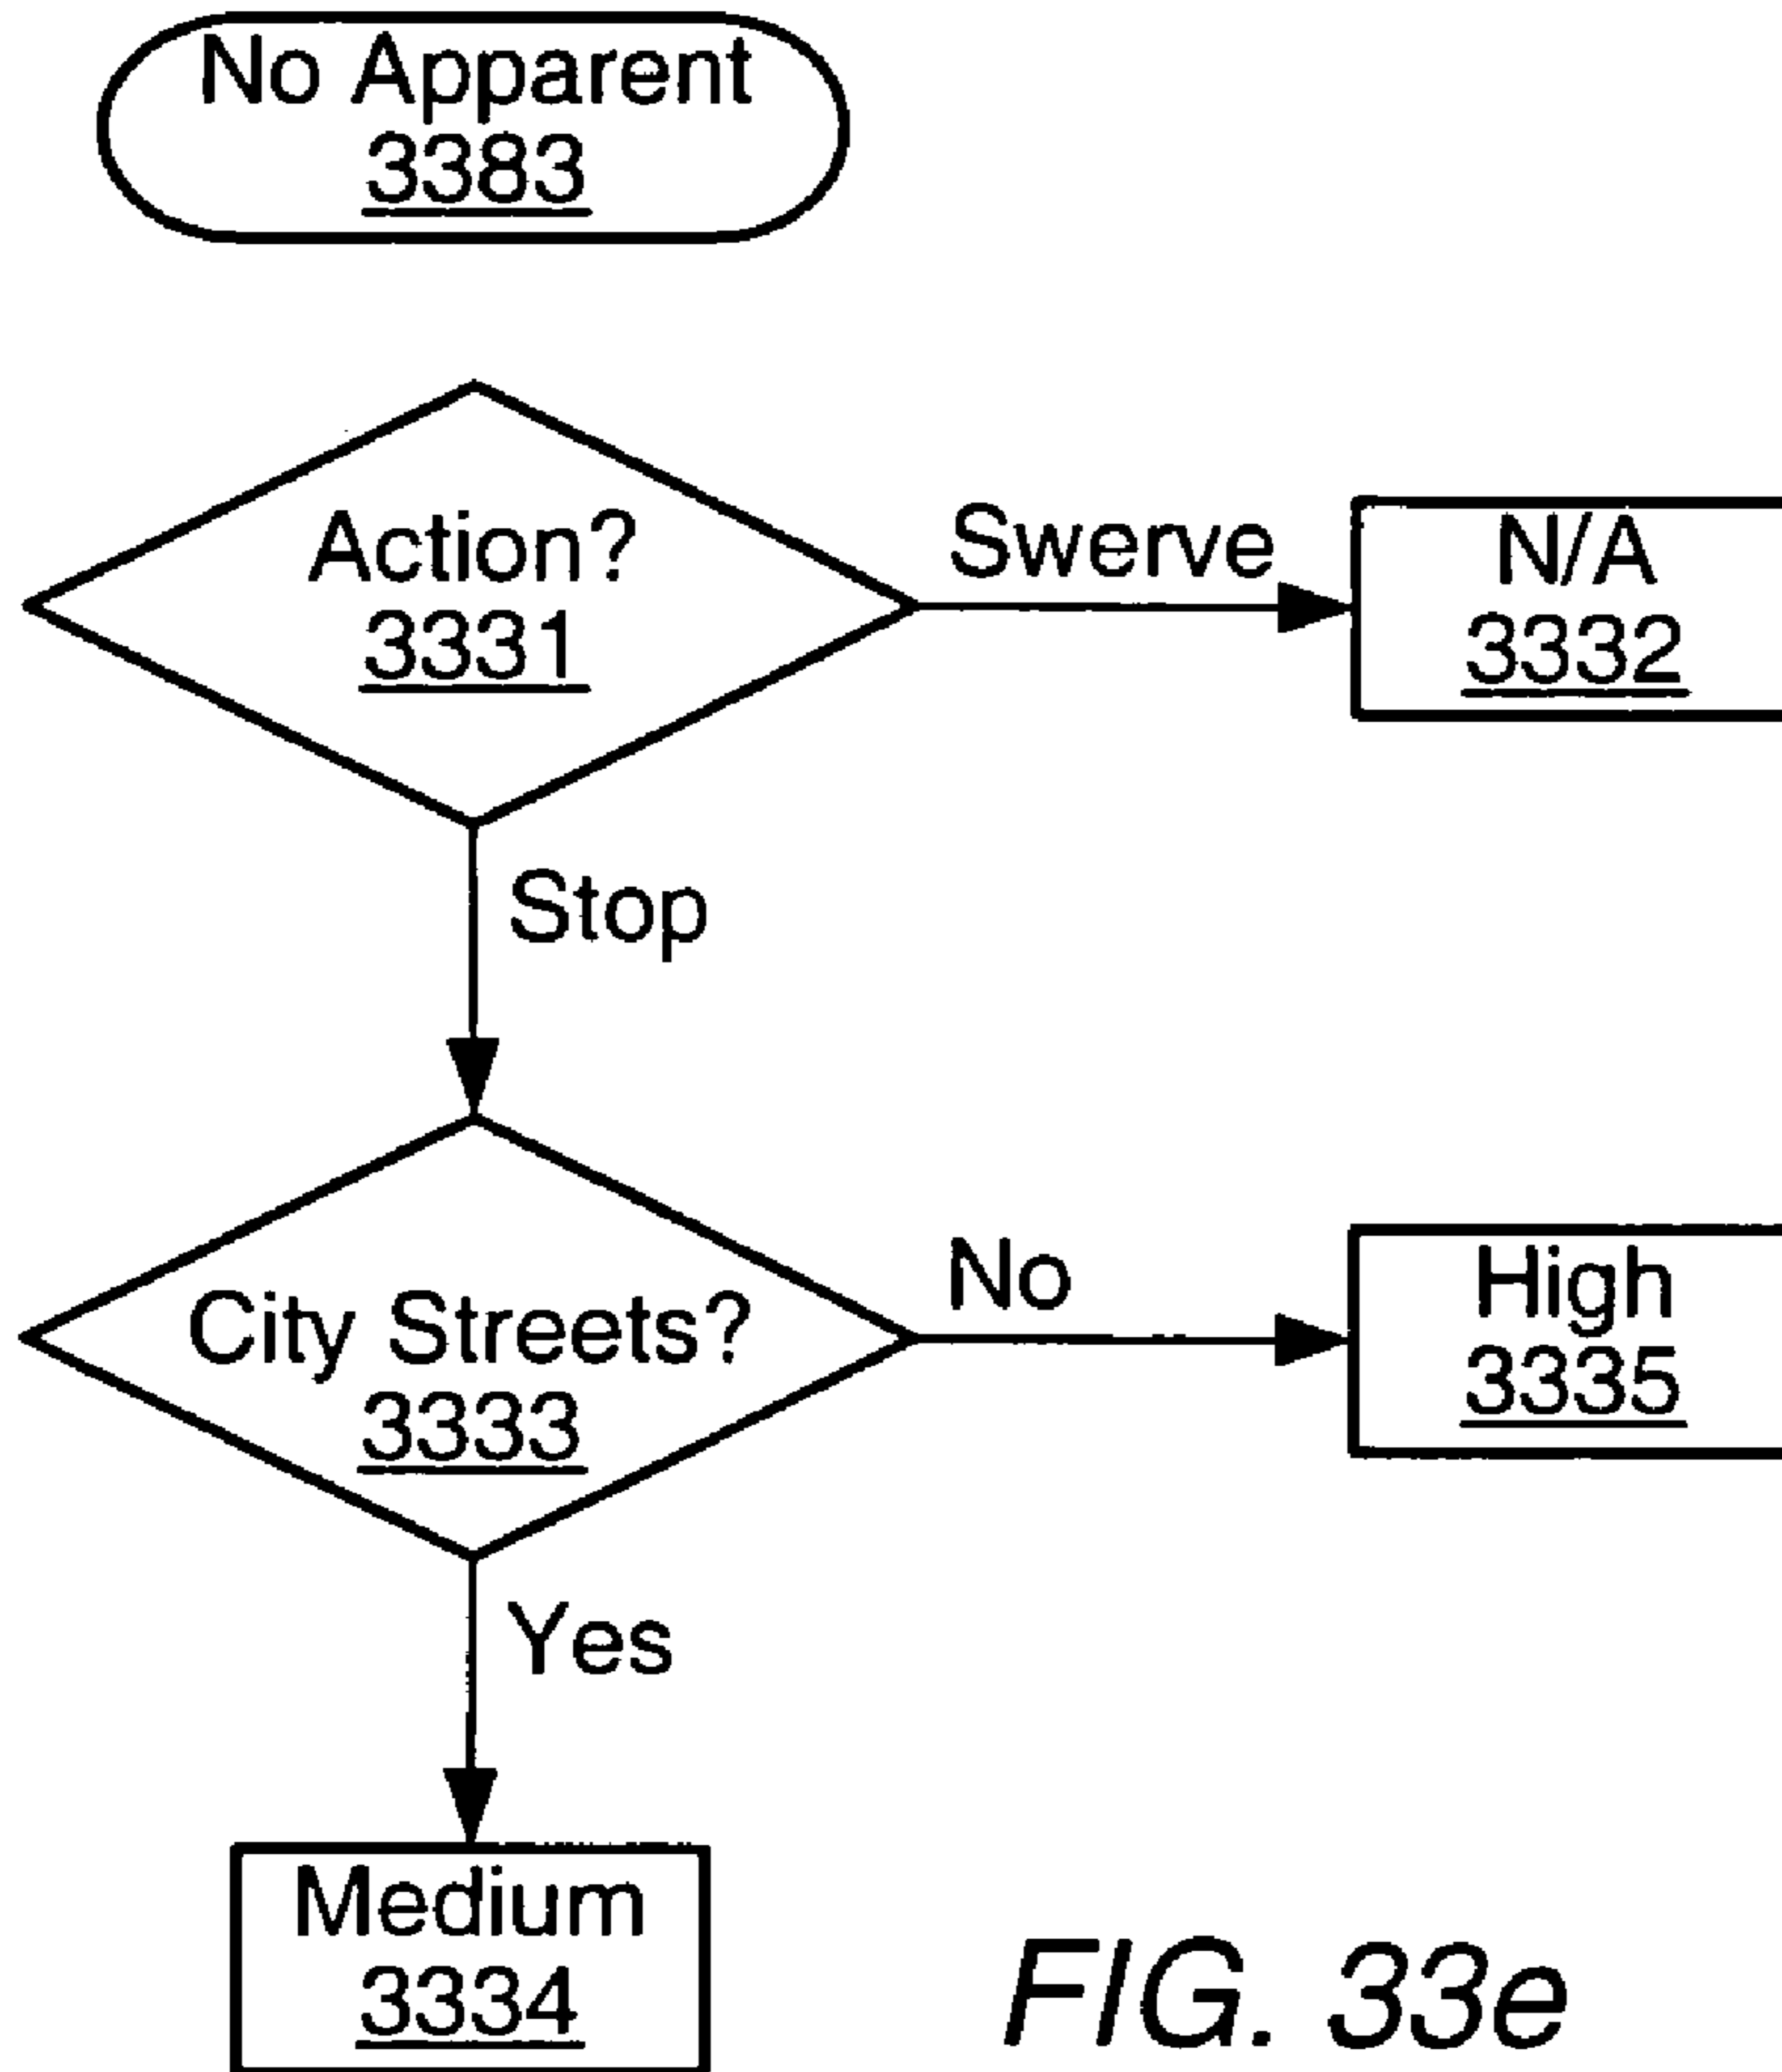 No Apparent
3383
Action?
3331
Swerve
N/A
3332
Stop
City Streets?
3333
No
High
3335
Yes
Medium
3334
FIG. 33e